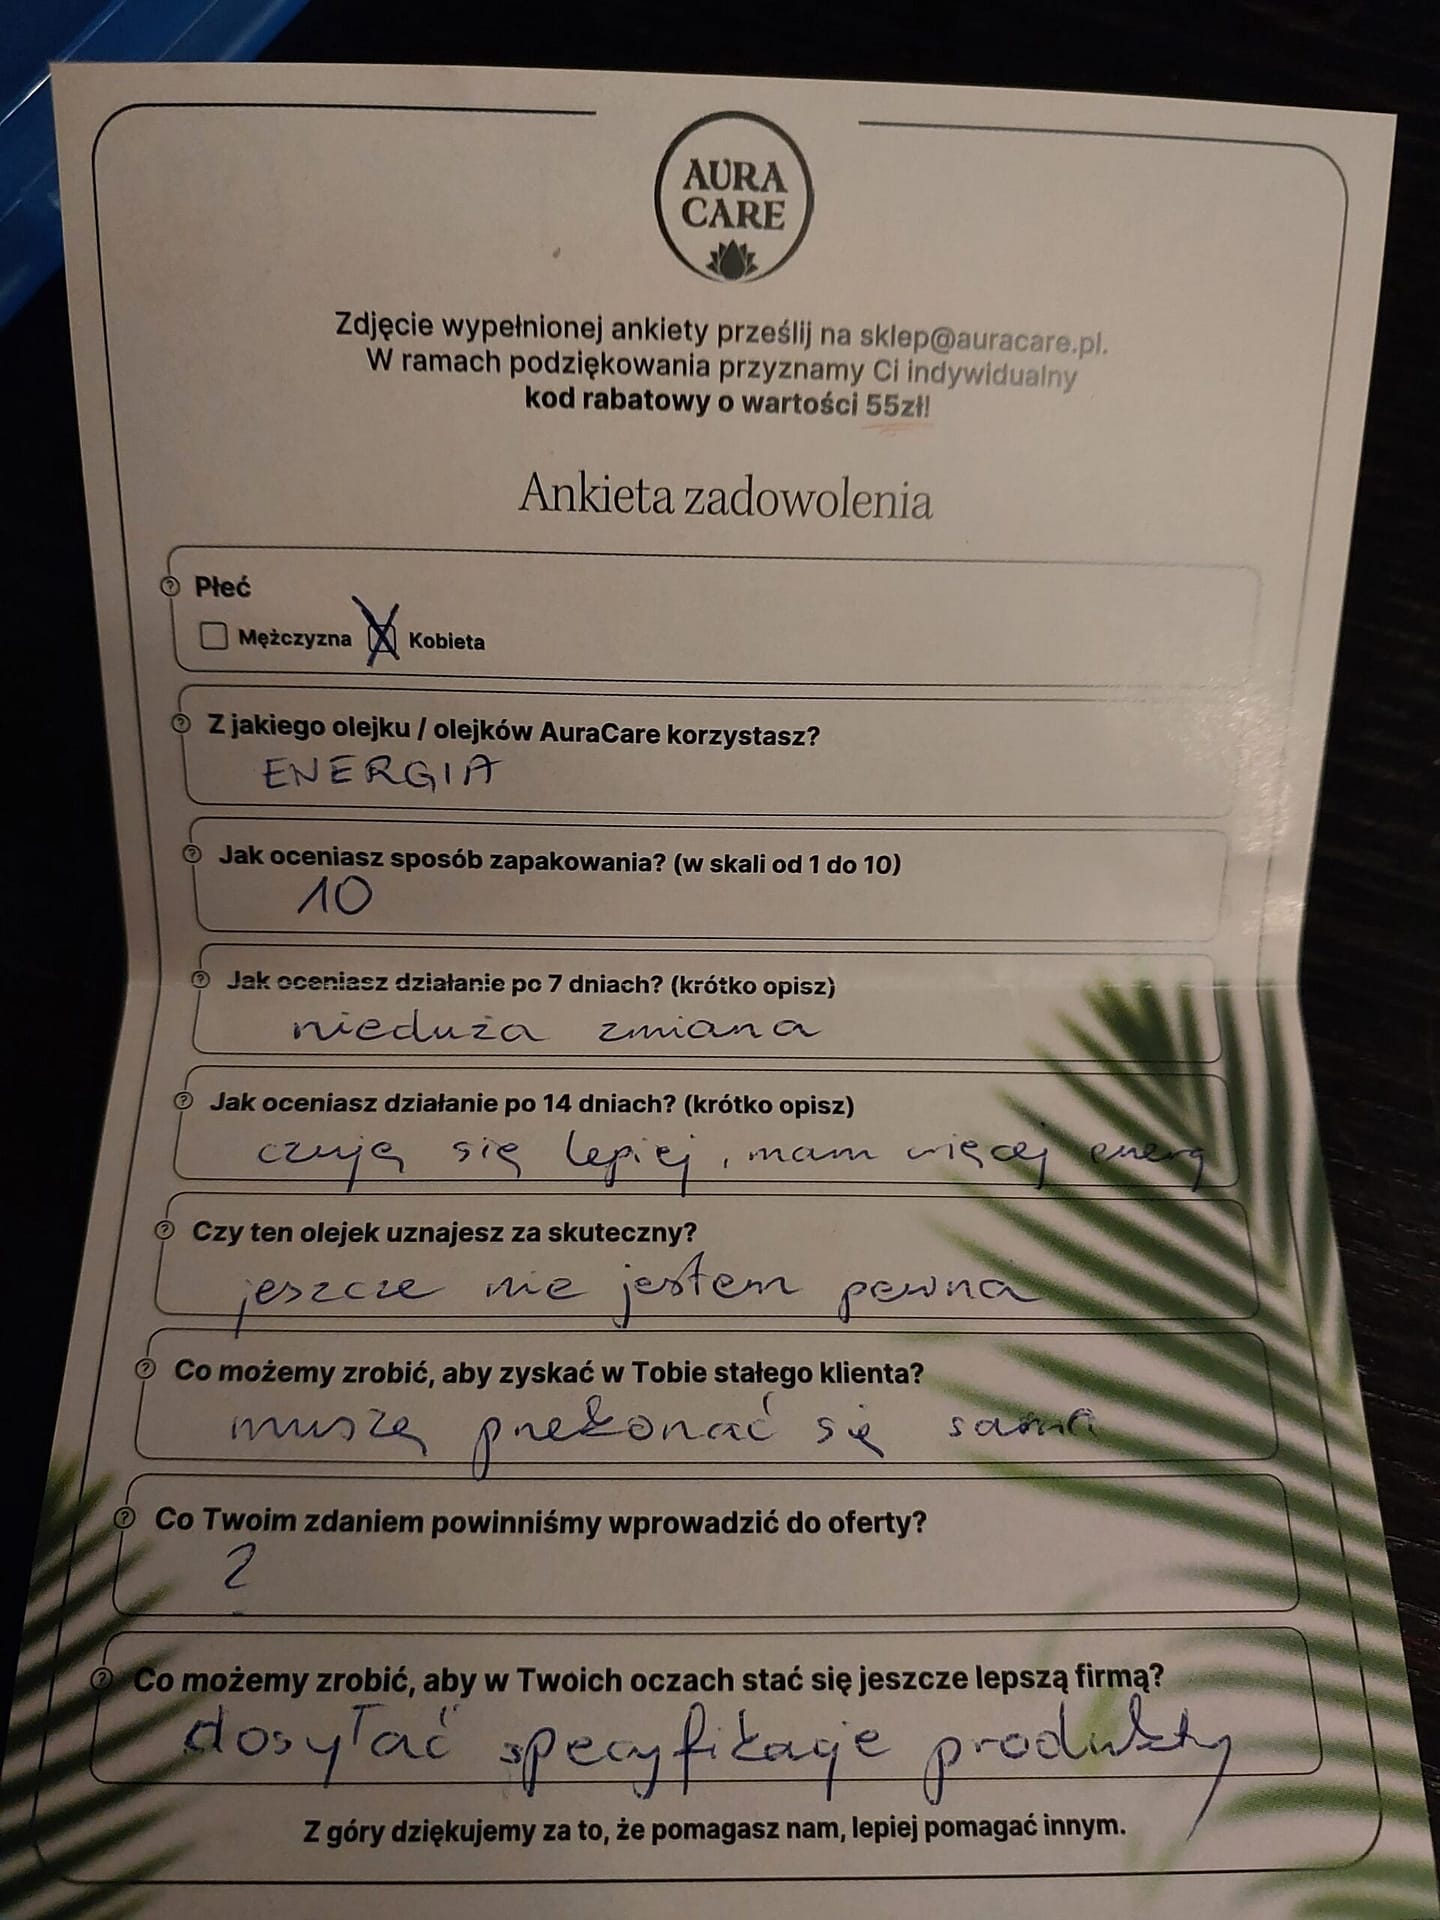 AURA
CARE
Zdjęcie wypełnionej ankiety prześlij na sklep@auracare.pl.
W ramach podziękowania przyznamy Ci indywidualny
kod rabatowy o wartości 55zł!
Ankieta zadowolenia
Płeć
Mężczyzna X Kobieta
Z jakiego olejku / olejków AuraCare korzystasz?
ENERGIA
Jak oceniasz sposób zapakowania? (w skali od 1 do 10)
10
Jak oceniasz działanie po 7 dniach? (krótko opisz)
nieduża zmiana
Jak oceniasz działanie po 14 dniach? (krótko opisz)
czuję się lepiej, mam więcej energ
Czy ten olejek uznajesz za skuteczny?
jeszcze nie jestem pewna
Co możemy zrobić, aby zyskać w Tobie stałego klienta?
muszę przekonać się sama
Co Twoim zdaniem powinniśmy wprowadzić do oferty?
?
Co możemy zrobić, aby w Twoich oczach stać się jeszcze lepszą firmą?
dosyłać specyfikacje produkty
Z góry dziękujemy za to, że pomagasz nam, lepiej pomagać innym.